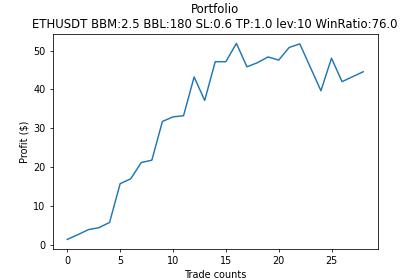 Portfolio
ETHUSDT BBM:2.5 BBL:180 SL:0.6 TP:1.0 lev:10 WinRatio:76.0
50
40
30
20
10
0
Profit ($)
0 5 10 15 20 25
Trade counts